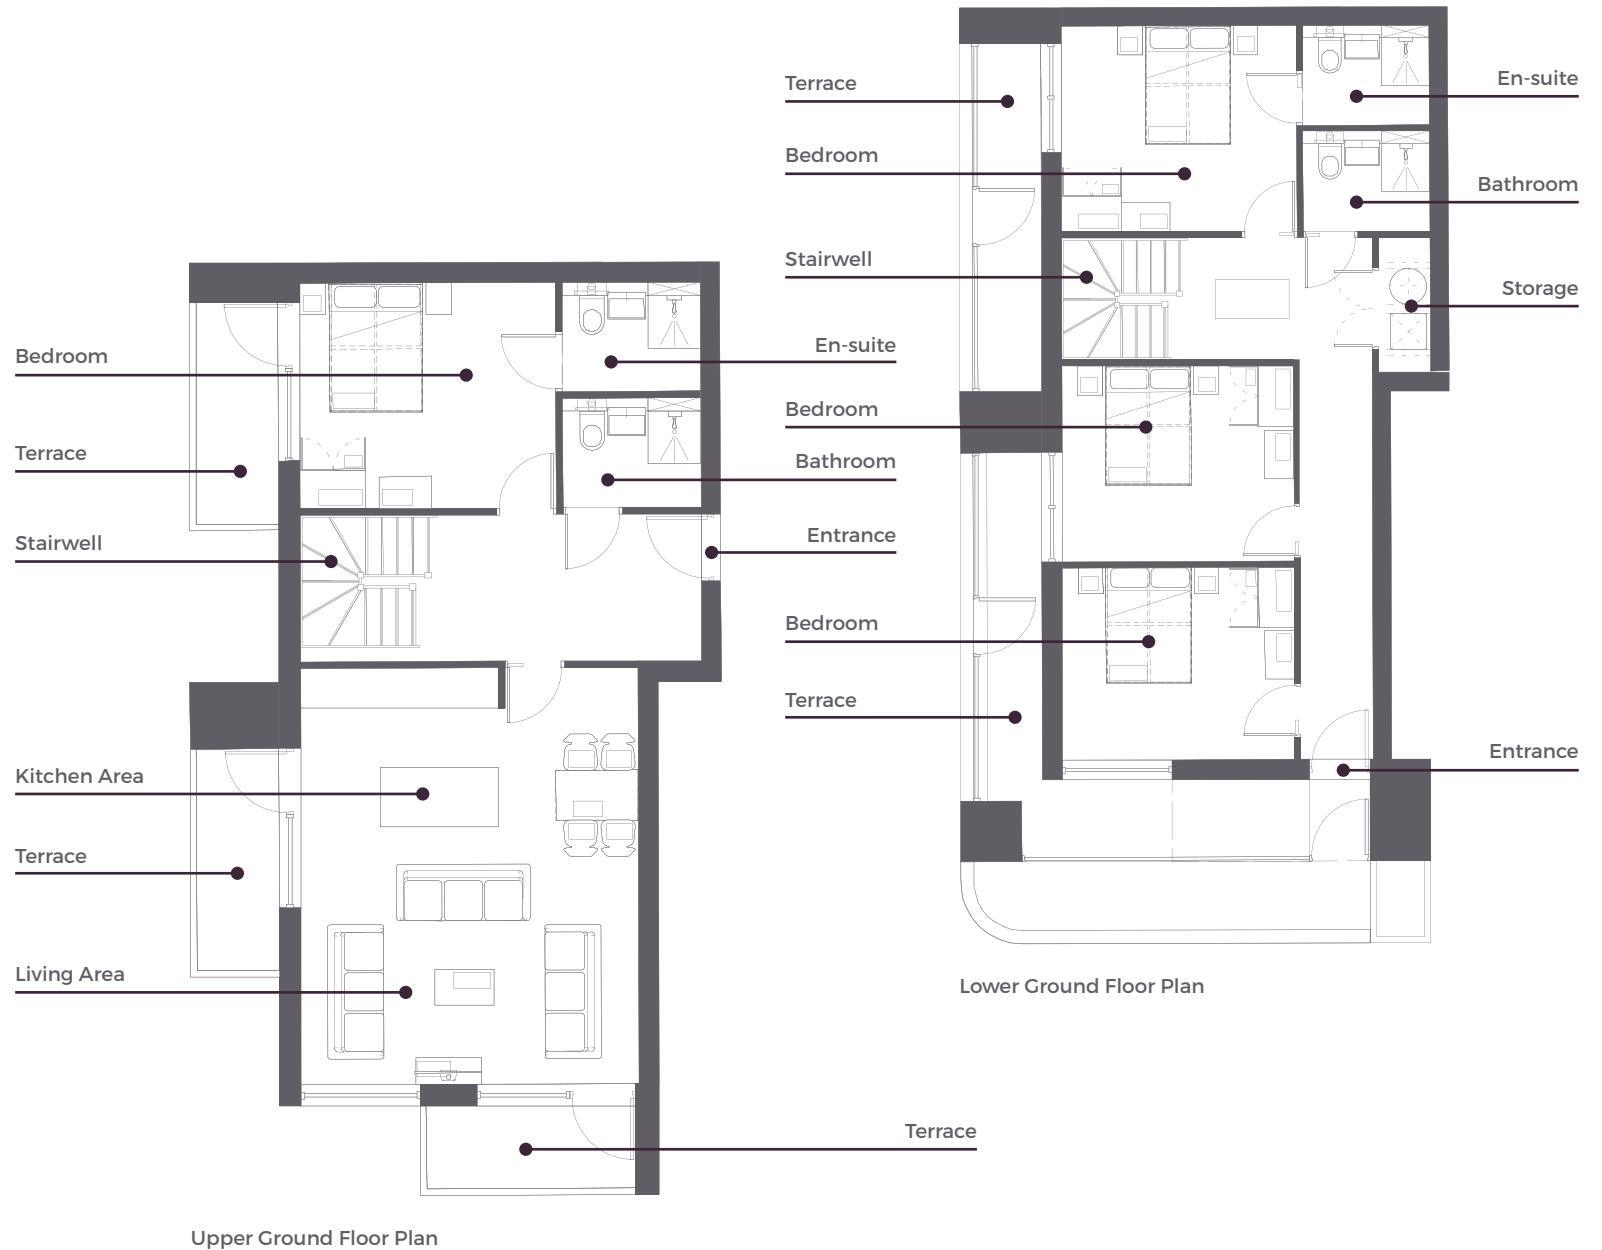 Bedroom
Terrace
Stairwell
Kitchen Area
Terrace
Living Area
En-suite
Bathroom
Entrance
Terrace
Upper Ground Floor Plan
Terrace
Bedroom
Stairwell
Bedroom
Bedroom
Terrace
En-suite
Bathroom
Storage
Entrance
Lower Ground Floor Plan